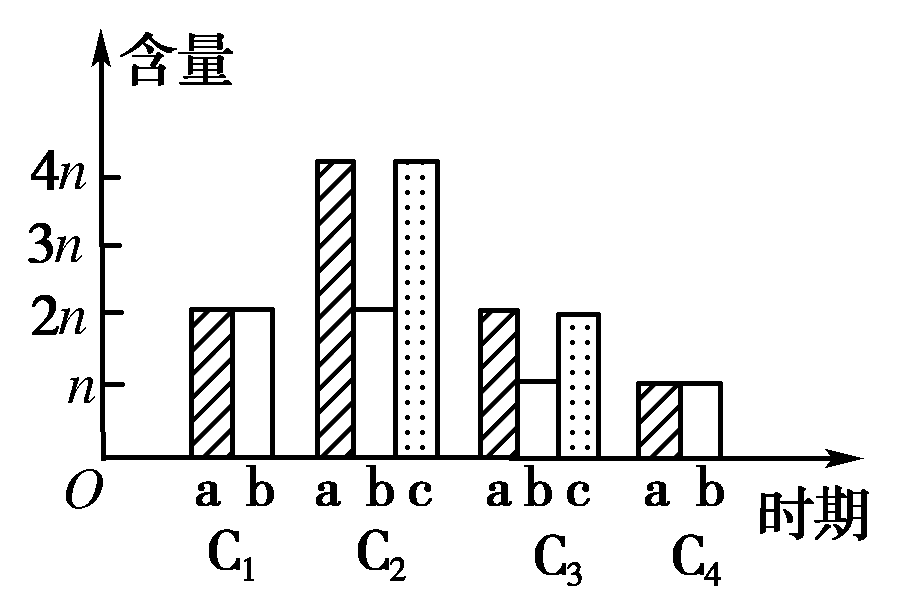 含量
4n
3n
2n
n
O
a b a b c a b c a b
C₁ C₂ C₃ C₄
时期